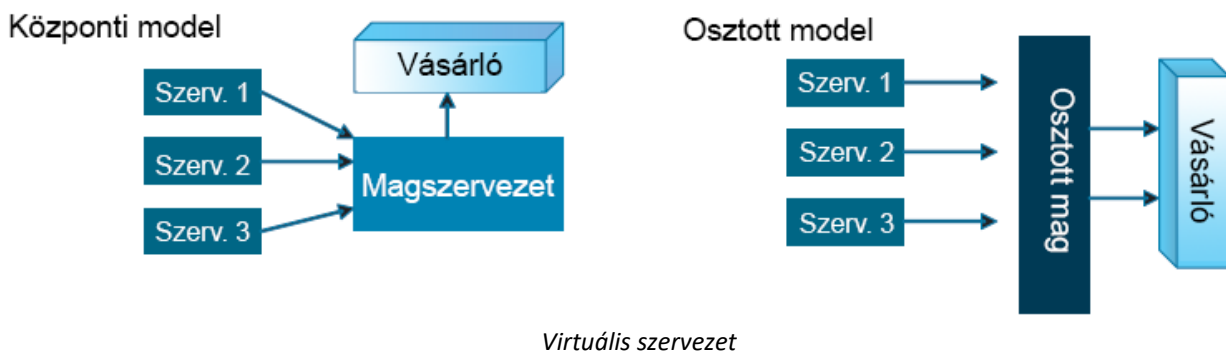 Központi model
Vásárló
Szerv. 1
Szerv. 2
Szerv. 3
Magszervezet
Osztott model
Szerv. 1
Szerv. 2
Szerv. 3
Osztott mag
Vásárló
Virtuális szervezet